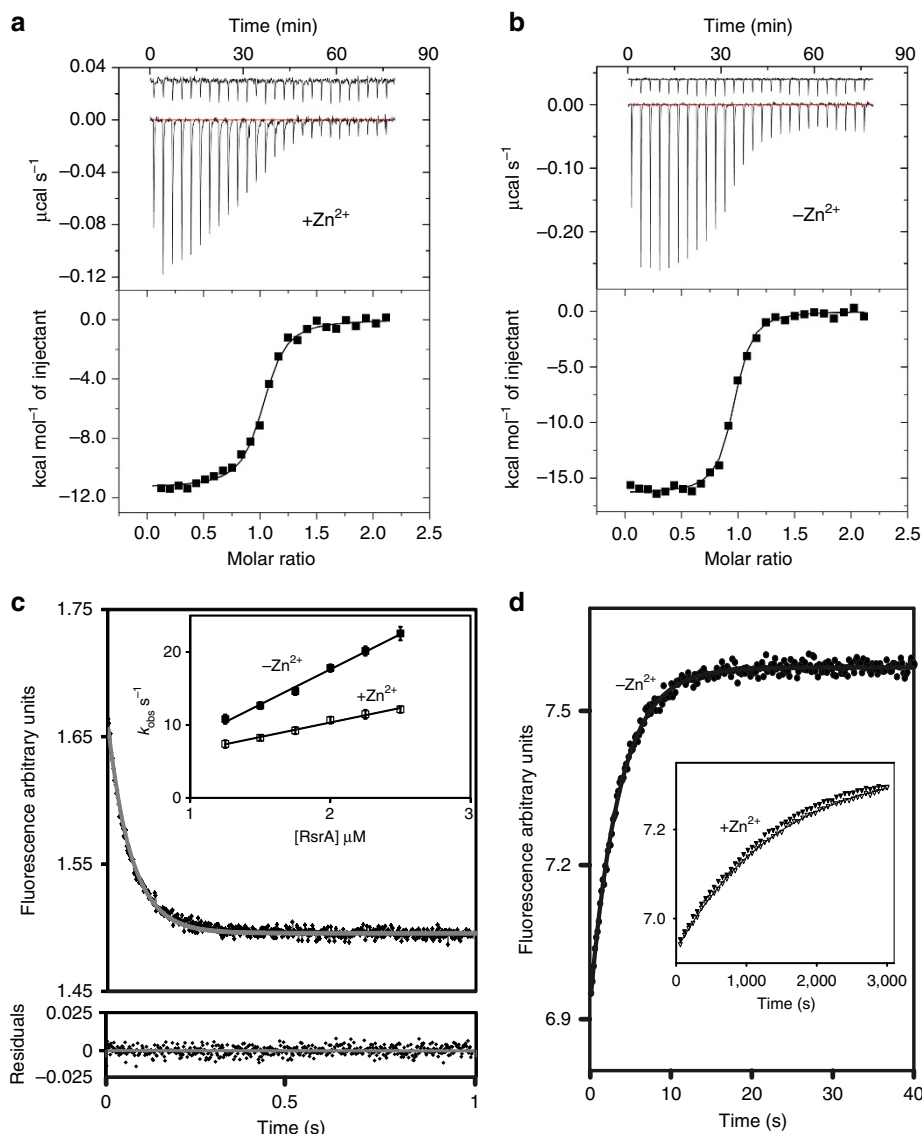 a
Time (min)
0 30 60 90
0.04
0.00
–0.04
–0.08
–0.12
µcal s–1
+Zn2+
0.0
–4.0
–8.0
–12.0
kcal mol–1 of injectant
0.0 0.5 1.0 1.5 2.0 2.5
Molar ratio
b
Time (min)
0 30 60 90
0.00
–0.10
–0.20
µcal s–1
–Zn2+
0.0
–5.0
–10.0
–15.0
kcal mol–1 of injectant
0.0 0.5 1.0 1.5 2.0 2.5
Molar ratio
c
1.75
1.65
1.55
1.45
Fluorescence arbitrary units
20
10
0
kobs s–1
–Zn2+
+Zn2+
1 2 3
[RsrA] µM
0.025
0
–0.025
Residuals
0 0.5 1
Time (s)
d
7.5
7.2
6.9
Fluorescence arbitrary units
–Zn2+
7.2
7.0
+Zn2+
0 1,000 2,000 3,000
Time (s)
0 10 20 30 40
Time (s)